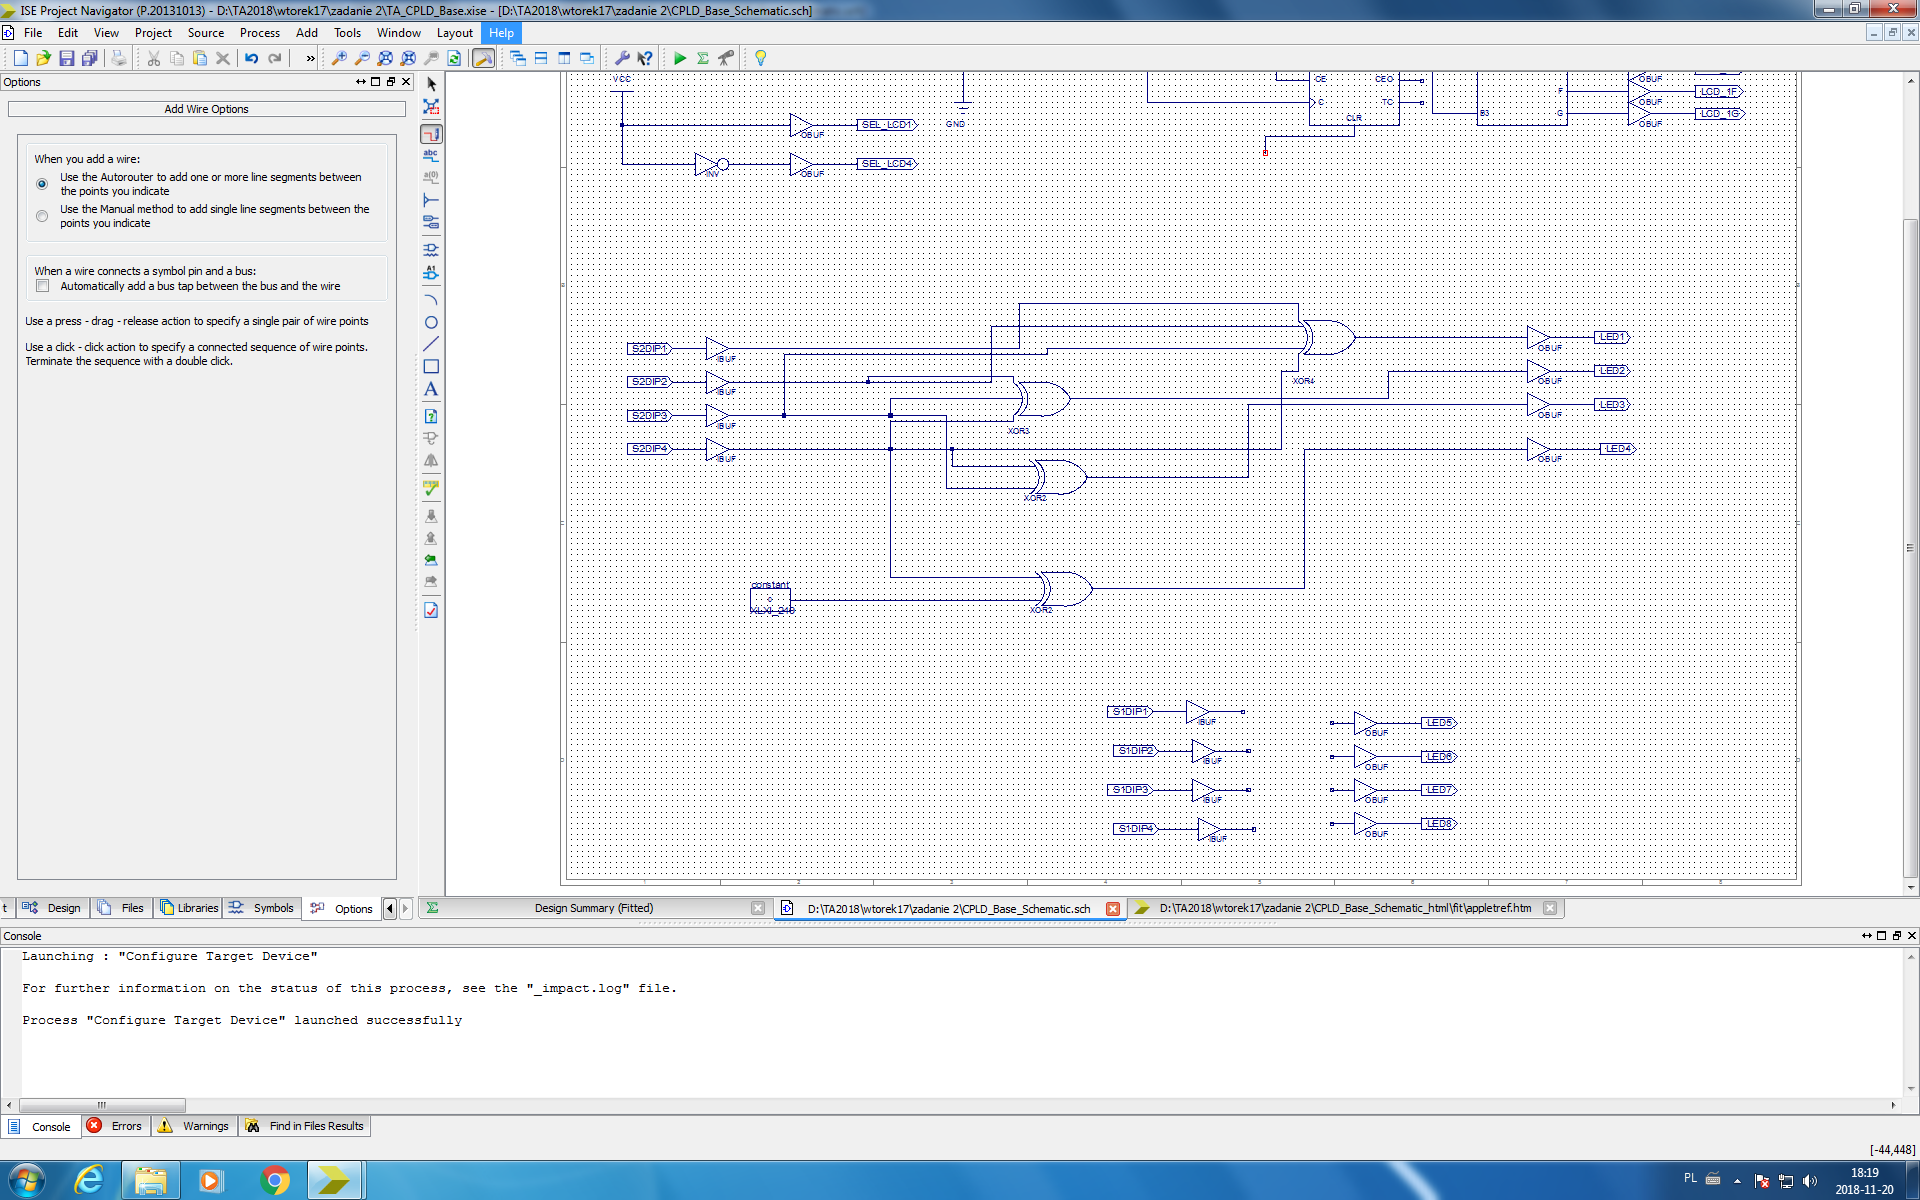 ISE Project Navigator (P.20131013) - D:\TA2018\wtorek17\zadanie 2\TA_CPLD_Base.xise - [D:\TA2018\wtorek17\zadanie 2\CPLD_Base_Schematic.sch]
File Edit View Project Source Process Add Tools Window Layout Help
Options
Add Wire Options
When you add a wire:
Use the Autorouter to add one or more line segments between
the points you indicate
Use the Manual method to add single line segments between the
points you indicate
When a wire connects a symbol pin and a bus:
Automatically add a bus tap between the bus and the wire
Use a press - drag - release action to specify a single pair of wire points
Use a click - click action to specify a connected sequence of wire points.
Terminate the sequence with a double click.
VCC
OBUF SEL_LCD1
INV OBUF SEL_LCD4
GND
CE CEO
C TC
CLR
F
B3 G
OBUF
OBUF LCD_1F
OBUF LCD_1G
S2DIP1 IBUF
S2DIP2 IBUF
S2DIP3 IBUF
S2DIP4 IBUF
XOR4
XOR3
XOR2
XOR2
OBUF LED1
OBUF LED2
OBUF LED3
OBUF LED4
constant
0
XLXI_249
S1DIP1 IBUF
S1DIP2 IBUF
S1DIP3 IBUF
S1DIP4 IBUF
OBUF LED5
OBUF LED6
OBUF LED7
OBUF LED8
t Design Files Libraries Symbols Options
Design Summary (Fitted) D:\TA2018\wtorek17\zadanie 2\CPLD_Base_Schematic.sch D:\TA2018\wtorek17\zadanie 2\CPLD_Base_Schematic_html\fit\appletref.htm
Console
Launching : "Configure Target Device"
For further information on the status of this process, see the "_impact.log" file.
Process "Configure Target Device" launched successfully
Console Errors Warnings Find in Files Results
[-44,448]
PL 18:19
2018-11-20